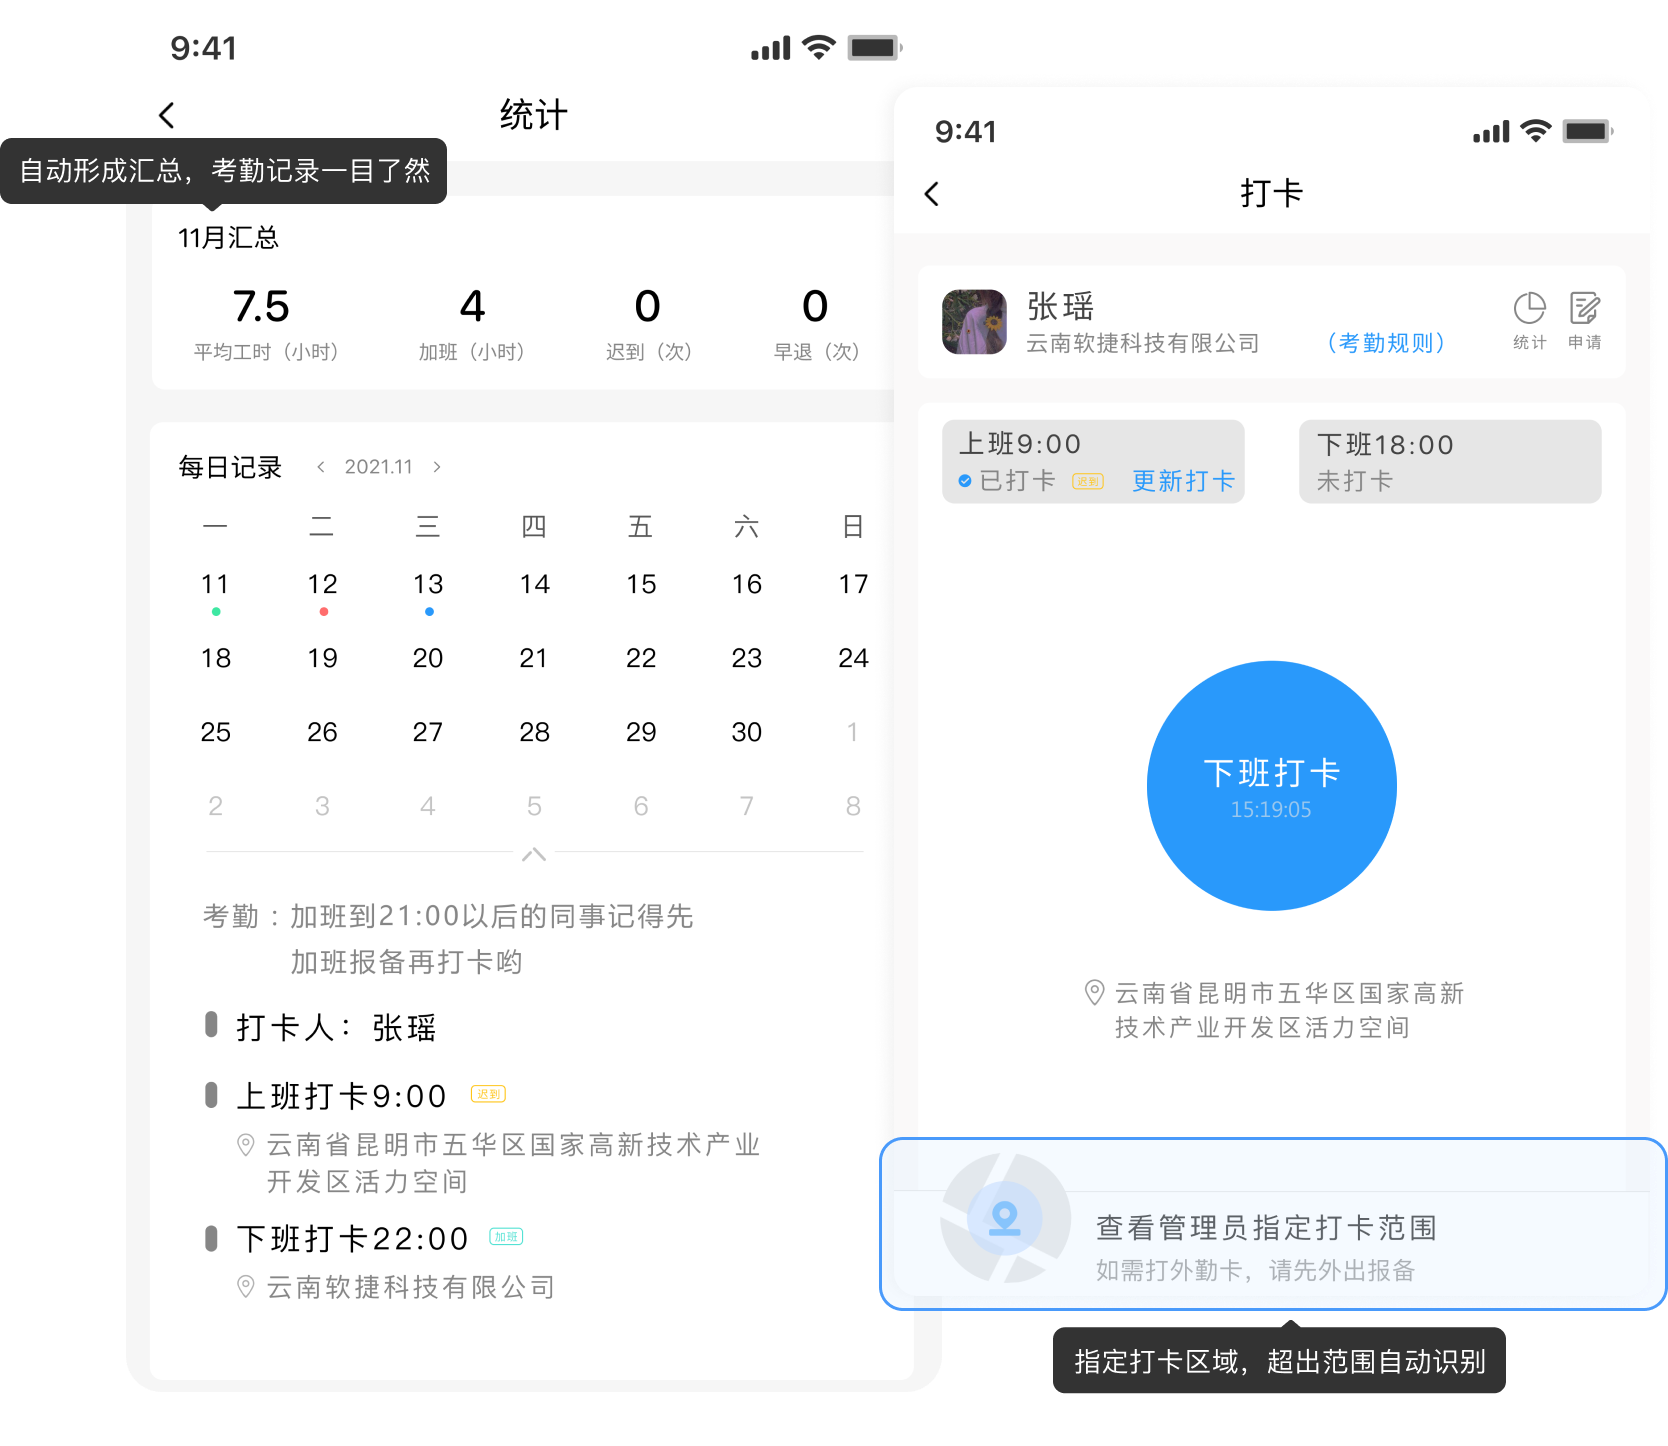 9:41
统计
自动形成汇总，考勤记录一目了然
11月汇总
7.5 4 0 0
平均工时（小时） 加班（小时） 迟到（次） 早退（次）
每日记录 2021.11
一 二 三 四 五 六 日
11 12 13 14 15 16 17
18 19 20 21 22 23 24
25 26 27 28 29 30 1
2 3 4 5 6 7 8
考勤：加班到21:00以后的同事记得先
加班报备再打卡哟
打卡人：张瑶
上班打卡9:00 迟到
云南省昆明市五华区国家高新技术产业
开发区活力空间
下班打卡22:00 加班
云南软捷科技有限公司
9:41
打卡
张瑶
云南软捷科技有限公司 （考勤规则） 统计 申请
上班9:00
已打卡 迟到 更新打卡
下班18:00
未打卡
下班打卡
15:19:05
云南省昆明市五华区国家高新
技术产业开发区活力空间
查看管理员指定打卡范围
如需打外勤卡，请先外出报备
指定打卡区域，超出范围自动识别